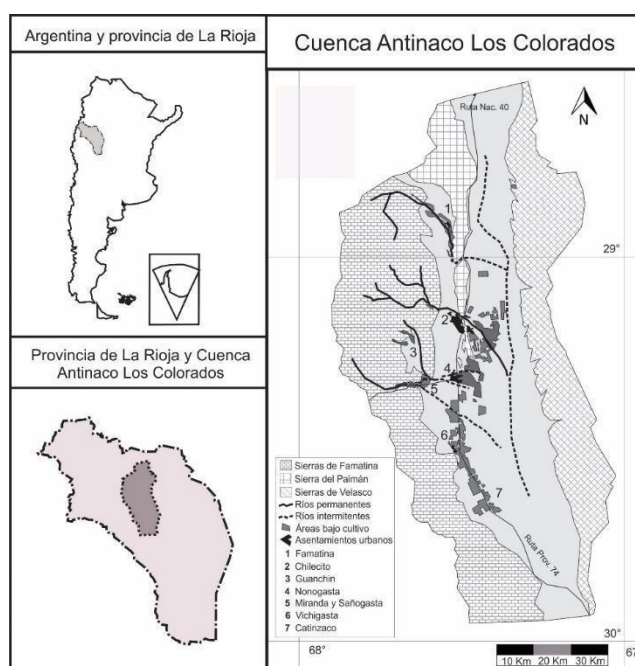 Argentina y provincia de La Rioja
Provincia de La Rioja y Cuenca
Antinaco Los Colorados
Cuenca Antinaco Los Colorados
Ruta Nac. 40
N
29°
1
2
3
4
5
6
7
Ruta Prov. 74
Sierras de Famatina
Sierra del Paimán
Sierras de Velasco
Ríos permanentes
Ríos intermitentes
Áreas bajo cultivo
Asentamientos urbanos
1 Famatina
2 Chilecito
3 Guanchin
4 Nonogasta
5 Miranda y Sañogasta
6 Vichigasta
7 Catinzaco
30°
68°
67
10 Km 20 Km 30 Km